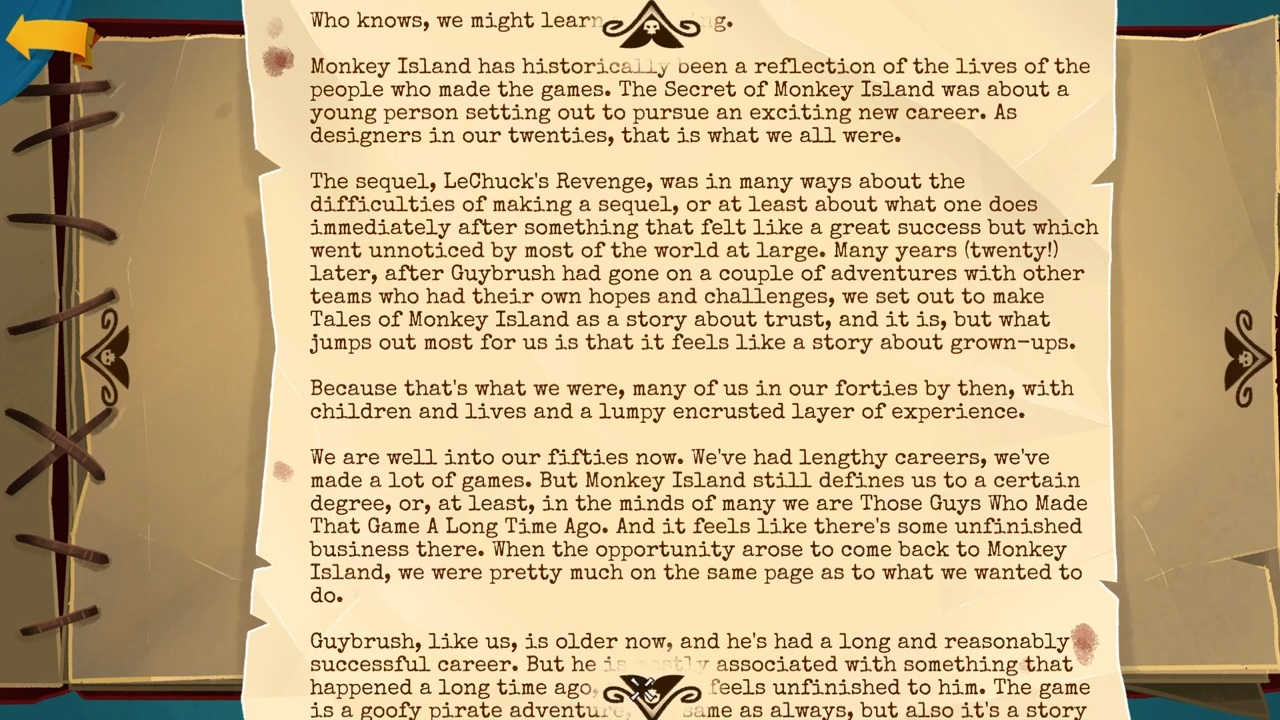 Who knows, we might learn ng.
Monkey Island has historically been a reflection of the lives of the
people who made the games. The Secret of Monkey Island was about a
young person setting out to pursue an exciting new career. As
designers in our twenties, that is what we all were.
The sequel, LeChuck's Revenge, was in many ways about the
difficulties of making a sequel, or at least about what one does
immediately after something that felt like a great success but which
went unnoticed by most of the world at large. Many years (twenty!)
later, after Guybrush had gone on a couple of adventures with other
teams who had their own hopes and challenges, we set out to make
Tales of Monkey Island as a story about trust, and it is, but what
jumps out most for us is that it feels like a story about grown-ups.
Because that's what we were, many of us in our forties by then, with
children and lives and a lumpy encrusted layer of experience.
We are well into our fifties now. We've had lengthy careers, we've
made a lot of games. But Monkey Island still defines us to a certain
degree, or, at least, in the minds of many we are Those Guys Who Made
That Game A Long Time Ago. And it feels like there's some unfinished
business there. When the opportunity arose to come back to Monkey
Island, we were pretty much on the same page as to what we wanted to
do.
Guybrush, like us, is older now, and he's had a long and reasonably
successful career. But he is mostly associated with something that
happened a long time ago, feels unfinished to him. The game
is a goofy pirate adventure, same as always, but also it's a story